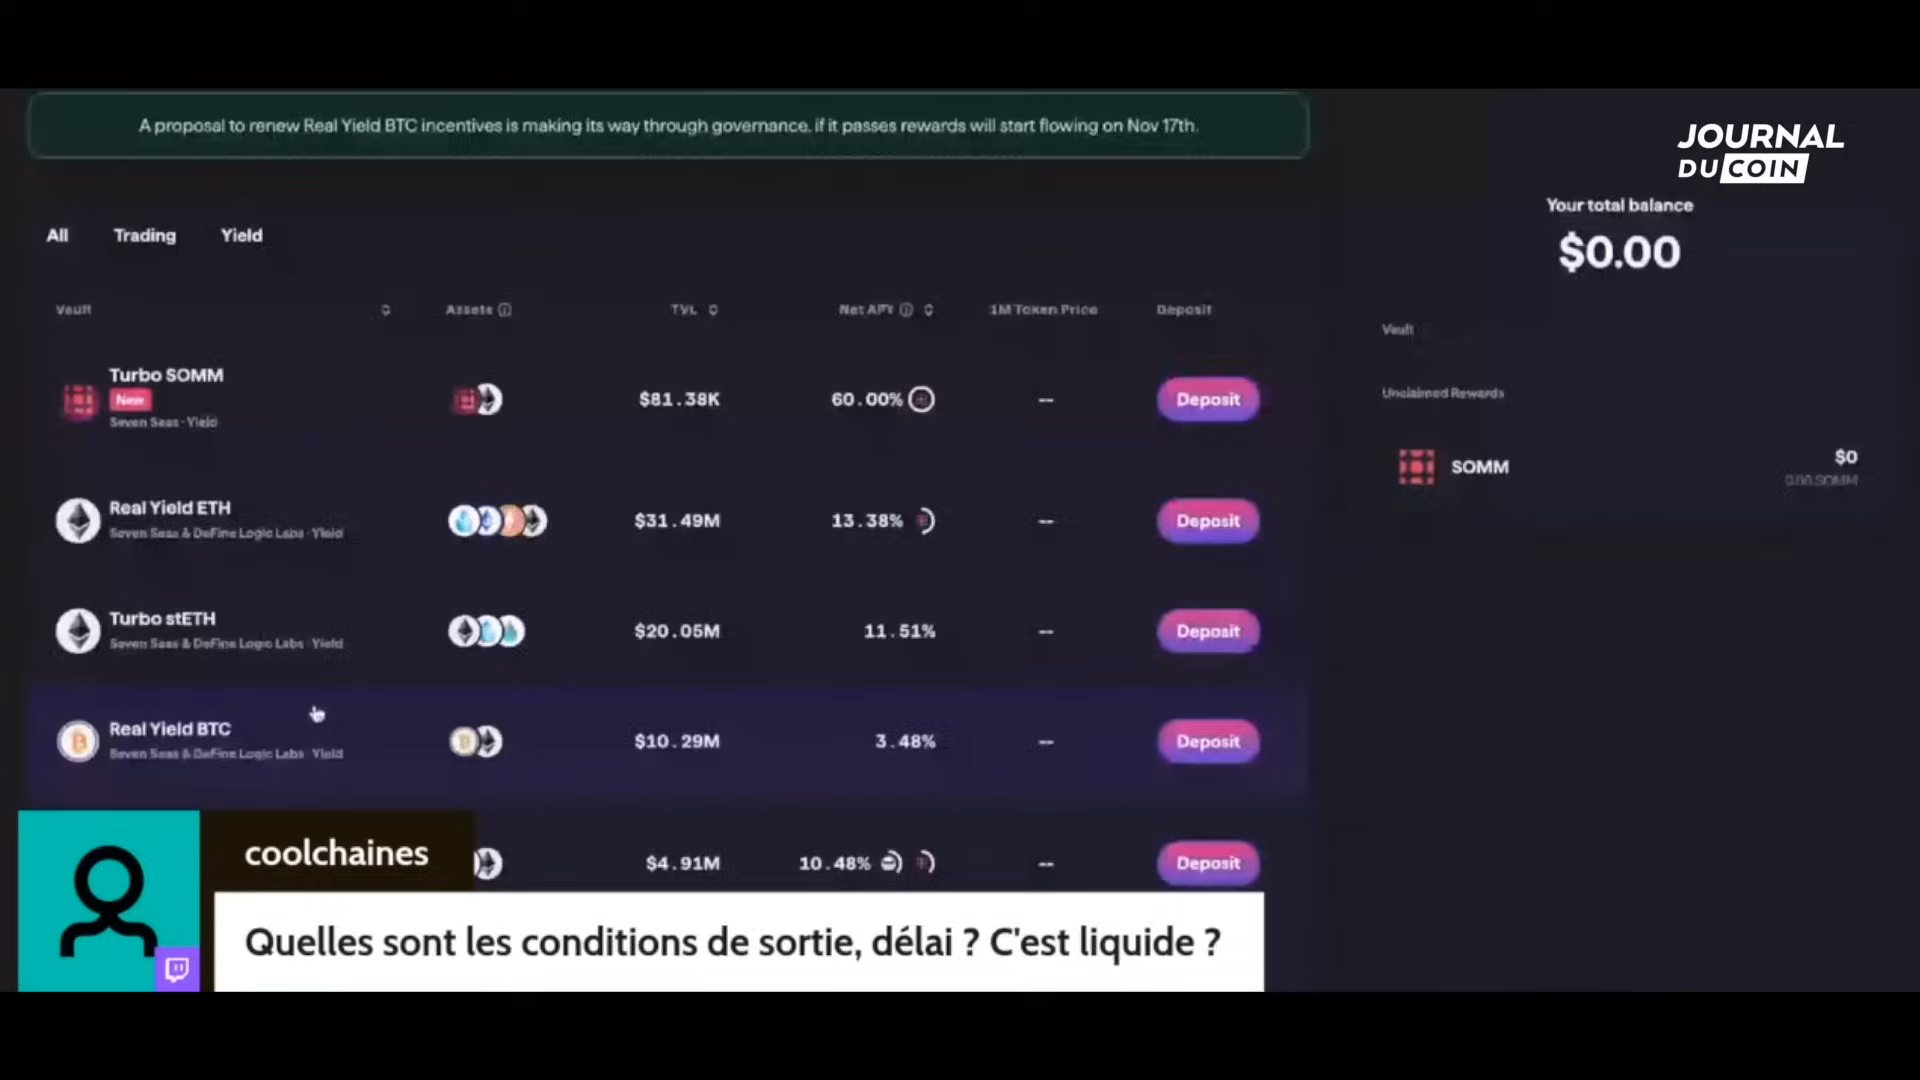 A proposal to renew Real Yield BTC incentives is making its way through governance. if it passes rewards will start flowing on Nov 17th.
JOURNAL
DU COIN
Your total balance
$0.00
All Trading Yield
Vault Assets TVL Net APY 1M Token Price Deposit
Vault
Turbo SOMM
New
Seven Seas · Yield
$81.38K 60.00% -- Deposit
Unclaimed Rewards
SOMM $0
0.00 SOMM
Real Yield ETH
Seven Seas & DeFine Logic Labs · Yield
$31.49M 13.38% -- Deposit
Turbo stETH
Seven Seas & DeFine Logic Labs · Yield
$20.05M 11.51% -- Deposit
Real Yield BTC
Seven Seas & DeFine Logic Labs · Yield
$10.29M 3.48% -- Deposit
$4.91M 10.48% -- Deposit
coolchaines
Quelles sont les conditions de sortie, délai ? C'est liquide ?